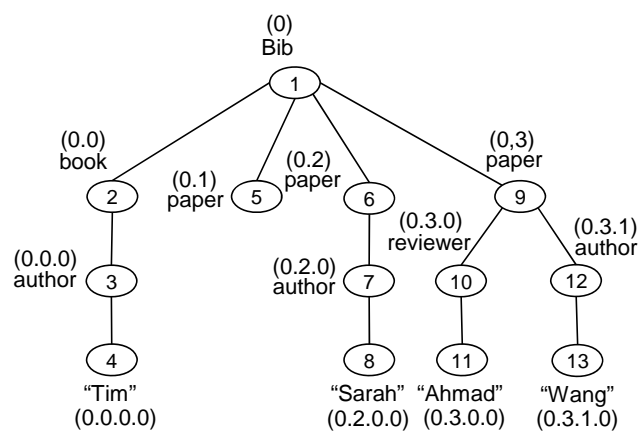 (0)
Bib
1
(0.0)
book
(0.1)
paper
(0.2)
paper
(0,3)
paper
2
5
6
9
(0.0.0)
author
(0.2.0)
author
(0.3.0)
reviewer
(0.3.1)
author
3
7
10
12
4
8
11
13
“Tim”
(0.0.0.0)
“Sarah”
(0.2.0.0)
“Ahmad”
(0.3.0.0)
“Wang”
(0.3.1.0)